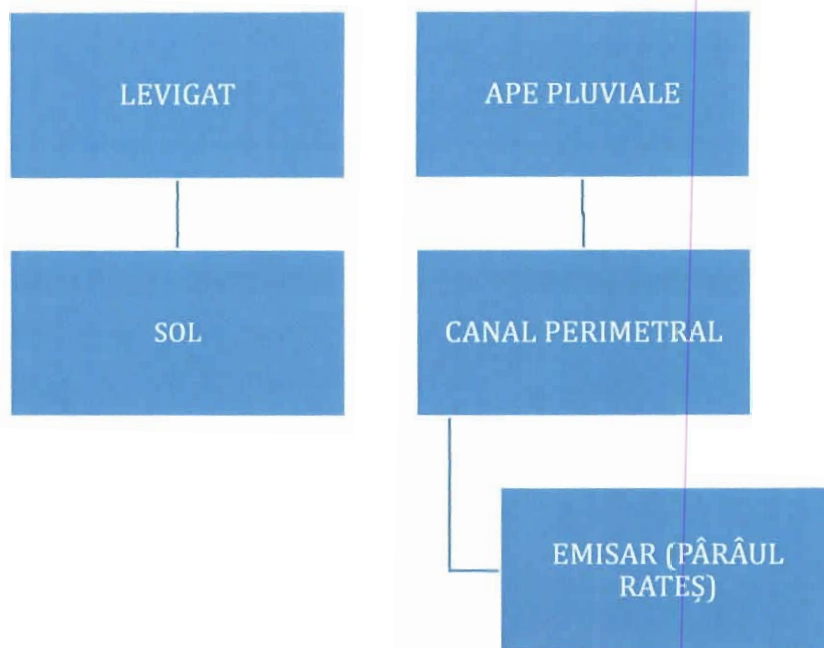 LEVIGAT
APE PLUVIALE
SOL
CANAL PERIMETRAL
EMISAR (PÂRÂUL
RATEȘ)